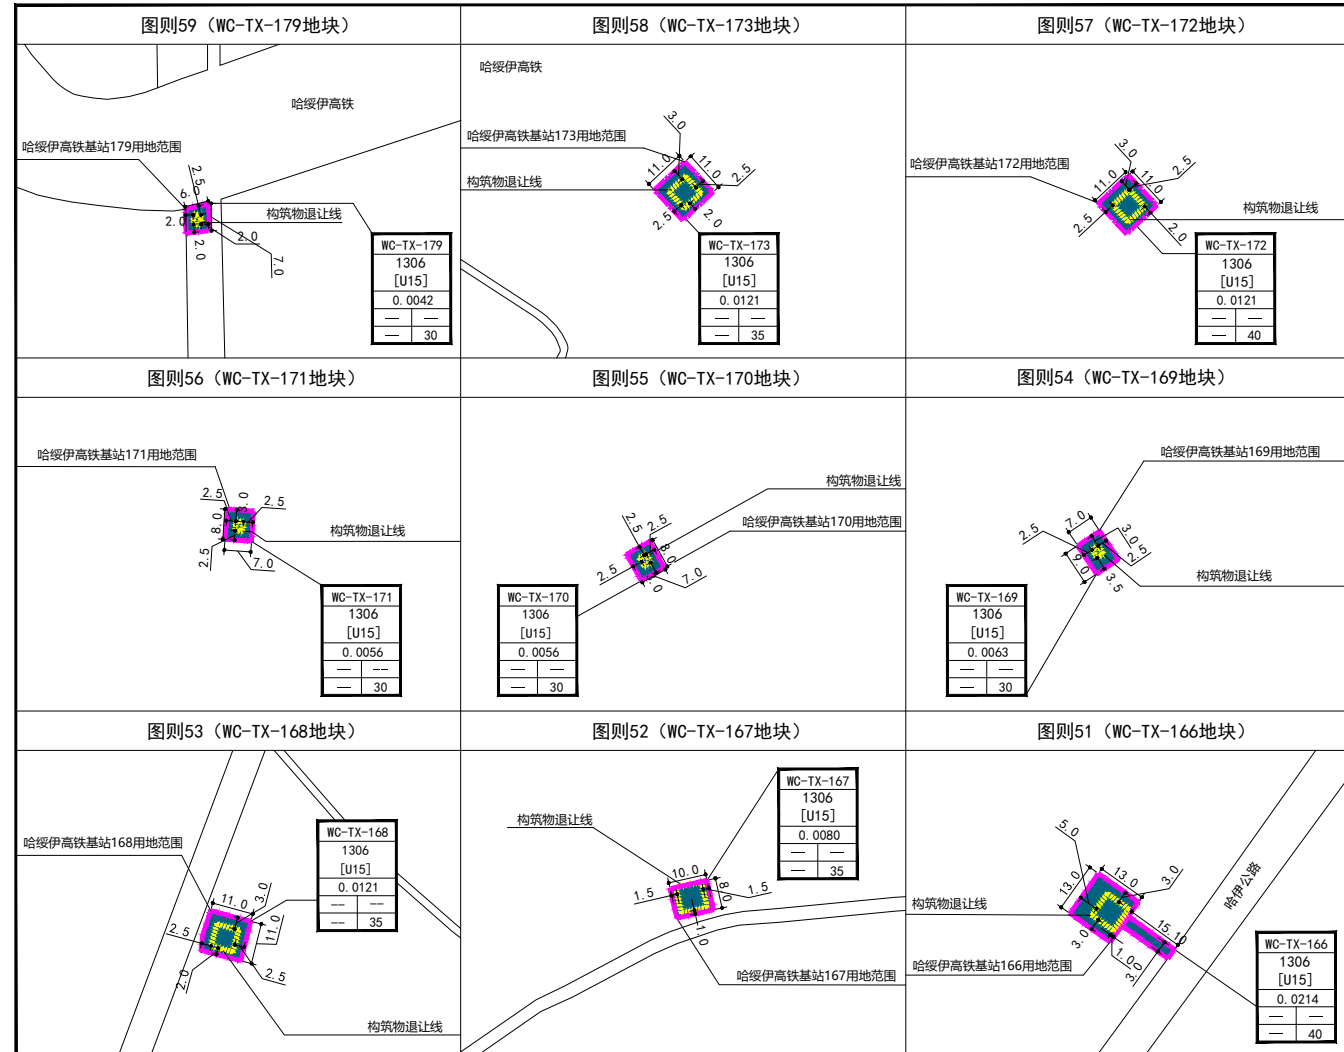 图则59（WC-TX-179地块）
哈绥伊高铁
哈绥伊高铁基站179用地范围
2.5
6.0
2.0
构筑物退让线
2.0
2.0
7.0
WC-TX-179
1306
[U15]
0.0042
— —
— 30
图则58（WC-TX-173地块）
哈绥伊高铁
3.0
哈绥伊高铁基站173用地范围
11.0
11.0
2.5
构筑物退让线
2.5
2.0
WC-TX-173
1306
[U15]
0.0121
— —
— 35
图则57（WC-TX-172地块）
3.0
2.5
哈绥伊高铁基站172用地范围
11.0
11.0
构筑物退让线
2.5
2.0
WC-TX-172
1306
[U15]
0.0121
— —
— 40
图则56（WC-TX-171地块）
哈绥伊高铁基站171用地范围
2.5
3.0
2.5
8.0
构筑物退让线
2.5
7.0
WC-TX-171
1306
[U15]
0.0056
— --
— 30
图则55（WC-TX-170地块）
构筑物退让线
2.5
2.5
哈绥伊高铁基站170用地范围
8.0
2.5
7.0
WC-TX-170
1306
[U15]
0.0056
— —
— 30
图则54（WC-TX-169地块）
哈绥伊高铁基站169用地范围
7.0
2.5
3.0
2.5
9.0
3.5
构筑物退让线
WC-TX-169
1306
[U15]
0.0063
— —
— 30
图则53（WC-TX-168地块）
哈绥伊高铁基站168用地范围
11.0
3.0
11.0
2.5
2.5
2.0
构筑物退让线
WC-TX-168
1306
[U15]
0.0121
-- --
-- 35
图则52（WC-TX-167地块）
构筑物退让线
10.0
1.5
8.0
1.5
1.0
哈绥伊高铁基站167用地范围
WC-TX-167
1306
[U15]
0.0080
— —
— 35
图则51（WC-TX-166地块）
5.0
13.0
13.0
3.0
哈伊公路
构筑物退让线
15.10
3.0
1.00
3.0
哈绥伊高铁基站166用地范围
WC-TX-166
1306
[U15]
0.0214
— —
— 40